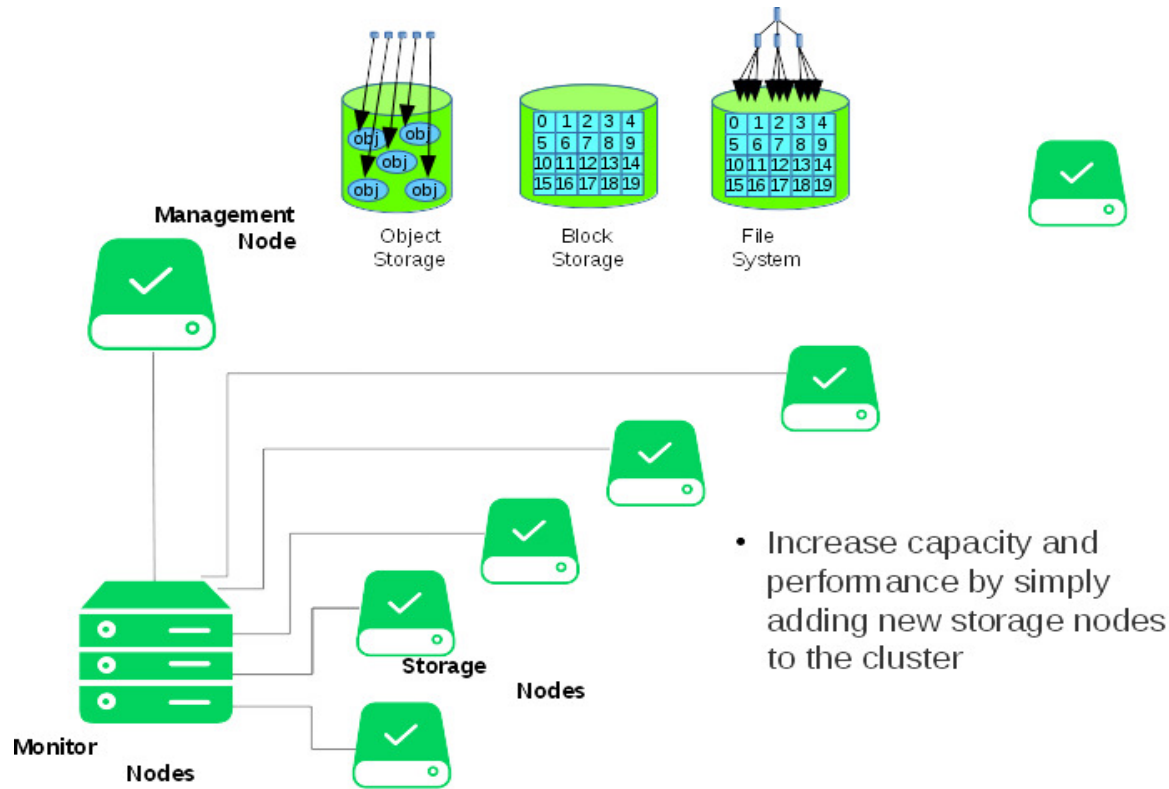 obj obj
obj
obj obj
0 1 2 3 4
5 6 7 8 9
10 11 12 13 14
15 16 17 18 19
0 1 2 3 4
5 6 7 8 9
10 11 12 13 14
15 16 17 18 19
Object
Storage
Block
Storage
File
System
Management
Node
• Increase capacity and
performance by simply
adding new storage nodes
to the cluster
Storage
Nodes
Monitor
Nodes